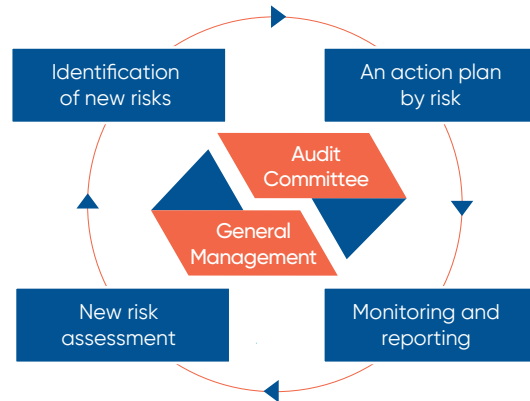 Identification
of new risks
An action plan
by risk
Audit
Committee
General
Management
New risk
assessment
Monitoring and
reporting